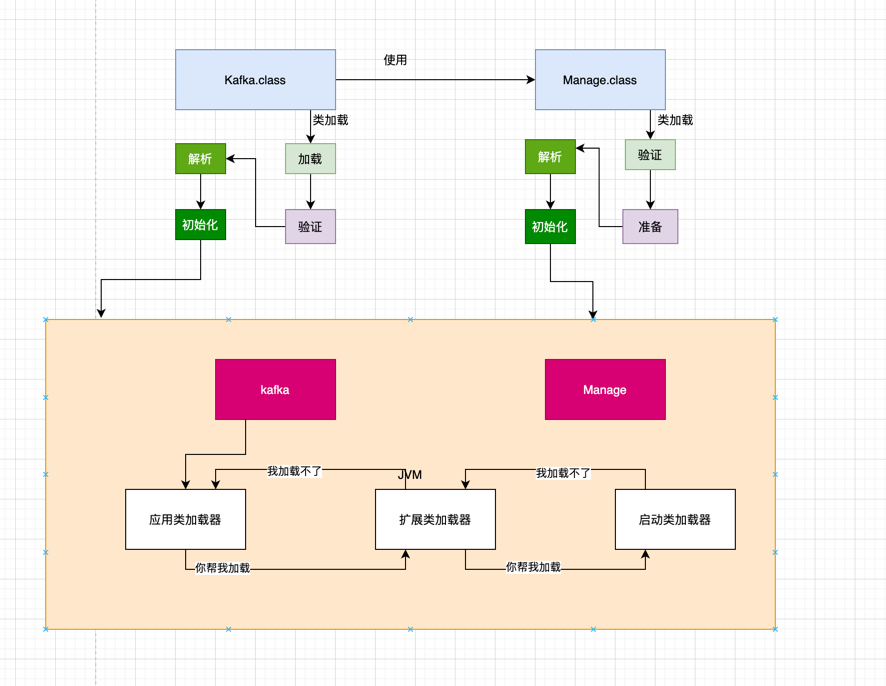 使用
Kafka.class
Manage.class
类加载
类加载
解析
加载
解析
验证
初始化
验证
初始化
准备
kafka
Manage
我加载不了
JVM
我加载不了
应用类加载器
扩展类加载器
启动类加载器
你帮我加载
你帮我加载